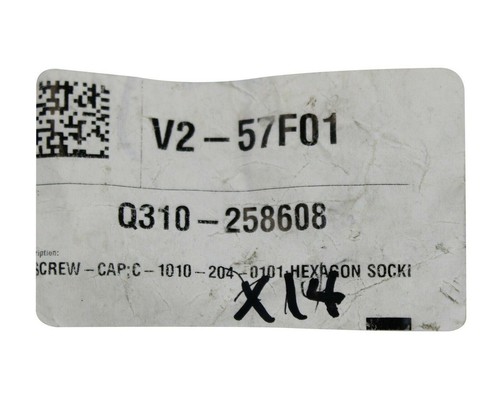 V2-57F01
Q310-258608
ription:
SCREW-CAP;C-1010-204-0101;HEXAGON SOCKI
X14